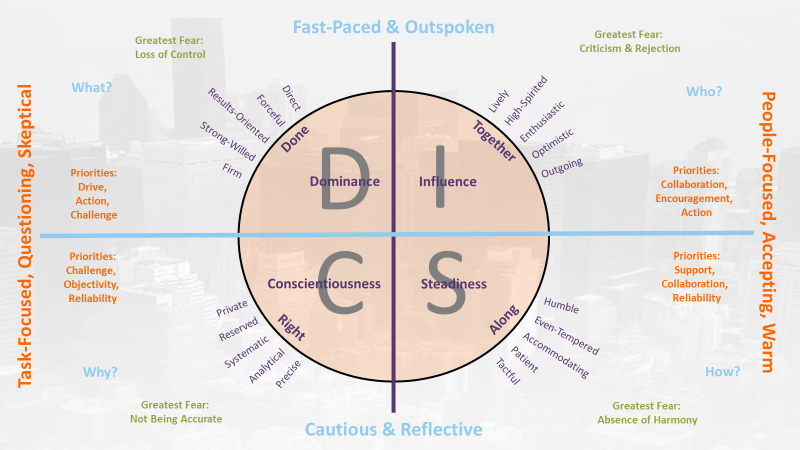 Fast-Paced & Outspoken
Greatest Fear:
Loss of Control
Greatest Fear:
Criticism & Rejection
What?
Who?
Task-Focused, Questioning, Skeptical
People-Focused, Accepting, Warm
Direct
Forceful
Results-Oriented
Strong-Willed
Firm
Lively
High-Spirited
Enthusiastic
Optimistic
Outgoing
Done
Together
D
I
Dominance
Influence
Priorities:
Drive,
Action,
Challenge
Priorities:
Collaboration,
Encouragement,
Action
Priorities:
Challenge,
Objectivity,
Reliability
Priorities:
Support,
Collaboration,
Reliability
C
S
Conscientiousness
Steadiness
Right
Along
Private
Reserved
Systematic
Analytical
Precise
Humble
Even-Tempered
Accommodating
Patient
Tactful
Why?
How?
Greatest Fear:
Not Being Accurate
Greatest Fear:
Absence of Harmony
Cautious & Reflective